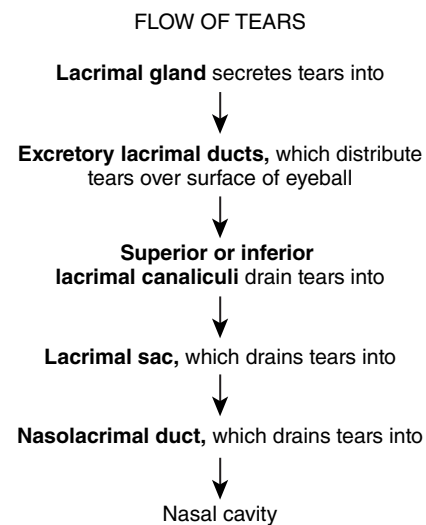 FLOW OF TEARS
Lacrimal gland secretes tears into
Excretory lacrimal ducts, which distribute
tears over surface of eyeball
Superior or inferior
lacrimal canaliculi drain tears into
Lacrimal sac, which drains tears into
Nasolacrimal duct, which drains tears into
Nasal cavity